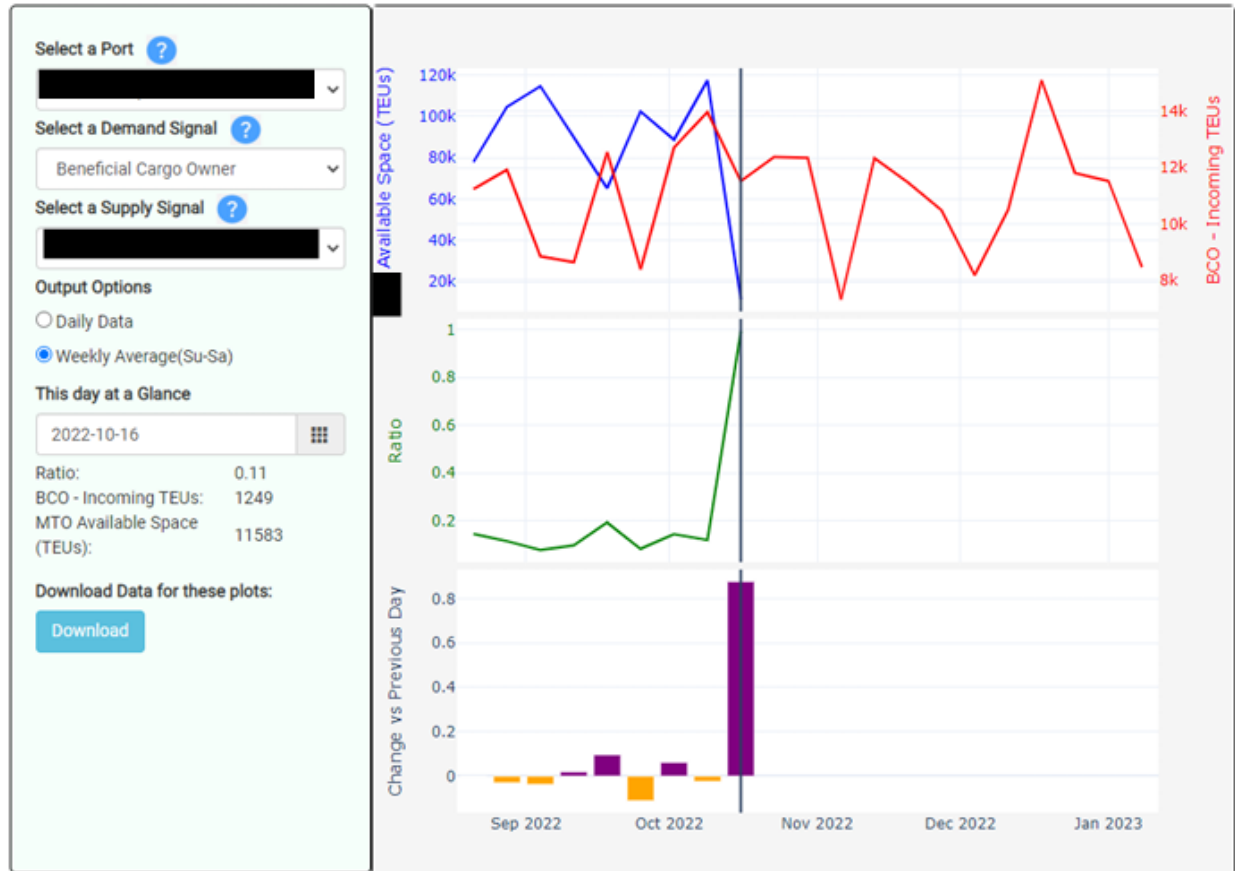 Select a Port ?
Select a Demand Signal ?
Beneficial Cargo Owner
Select a Supply Signal ?
Output Options
Daily Data
Weekly Average(Su-Sa)
This day at a Glance
2022-10-16
Ratio: 0.11
BCO - Incoming TEUs: 1249
MTO Available Space
(TEUs): 11583
Download Data for these plots:
Download
Available Space (TEUs)
120k
100k
80k
60k
40k
20k
14k
12k
10k
8k
BCO - Incoming TEUs
Ratio
1
0.8
0.6
0.4
0.2
Change vs Previous Day
0.8
0.6
0.4
0.2
0
Sep 2022 Oct 2022 Nov 2022 Dec 2022 Jan 2023